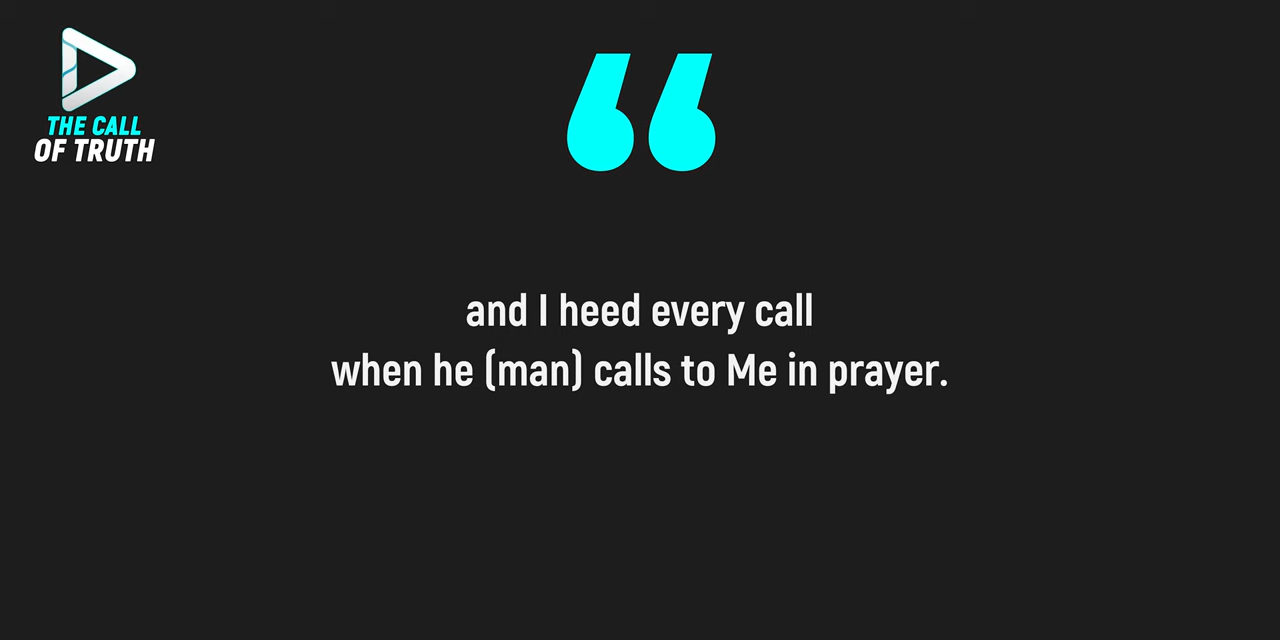 THE CALL
OF TRUTH
“
and I heed every call
when he (man) calls to Me in prayer.